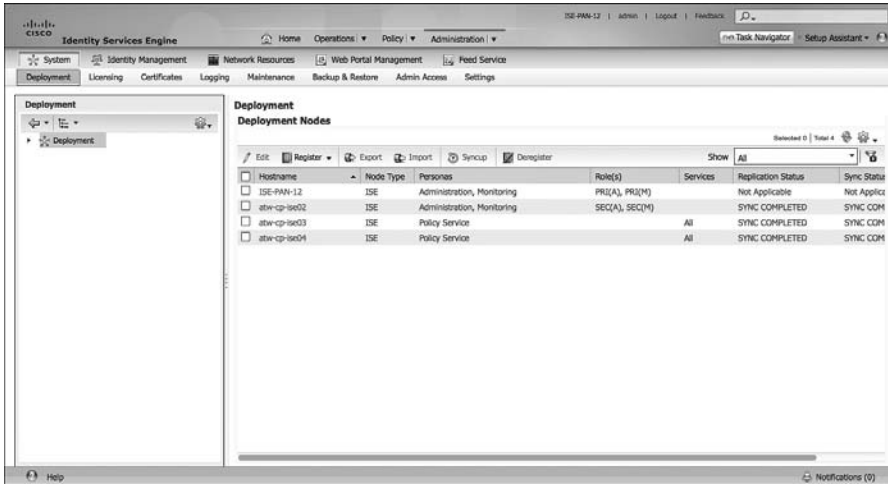 ISE-PAN-12 | admin | Logout | Feedback
CISCO
Identity Services Engine
Home Operations Policy Administration
Task Navigator Setup Assistant
System Identity Management Network Resources Web Portal Management Feed Service
Deployment Licensing Certificates Logging Maintenance Backup & Restore Admin Access Settings
Deployment
Deployment
Deployment
Deployment Nodes
Selected 0 | Total 4
Edit Register Export Import Syncup Deregister Show All
Hostname Node Type Personas Role(s) Services Replication Status Sync Status
ISE-PAN-12 ISE Administration, Monitoring PRI(A), PRI(M) Not Applicable Not Applica
atw-cp-ise02 ISE Administration, Monitoring SEC(A), SEC(M) SYNC COMPLETED SYNC COM
atw-cp-ise03 ISE Policy Service All SYNC COMPLETED SYNC COM
atw-cp-ise04 ISE Policy Service All SYNC COMPLETED SYNC COM
Help Notifications (0)